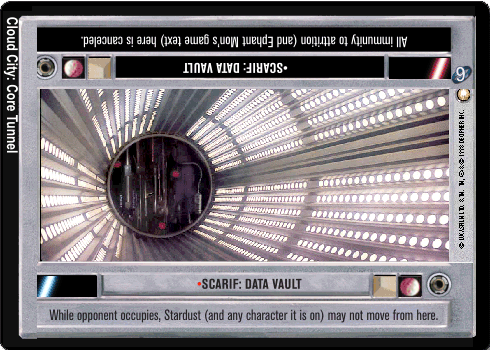 All immunity to attrition (and Ephant Mon's game text) here is canceled.
•SCARIF: DATA VAULT
9
Cloud City: Core Tunnel
•SCARIF: DATA VAULT
While opponent occupies, Stardust (and any character it is on) may not move from here.